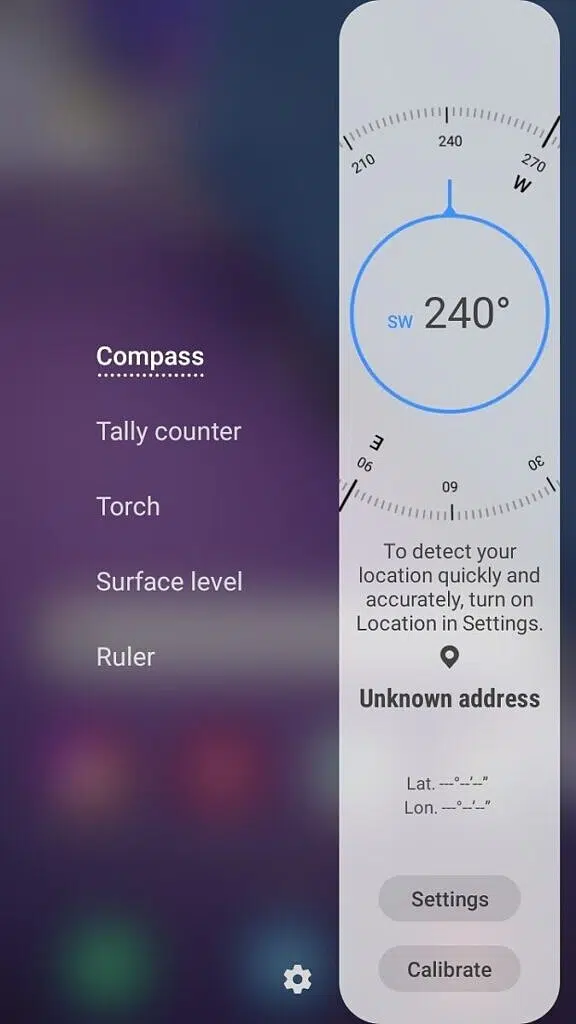 Compass
Tally counter
Torch
Surface level
Ruler
210
240
270
W
SW 240°
E
90
60
30
To detect your
location quickly and
accurately, turn on
Location in Settings.
Unknown address
Lat. ---°--'--"
Lon. ---°--'--"
Settings
Calibrate